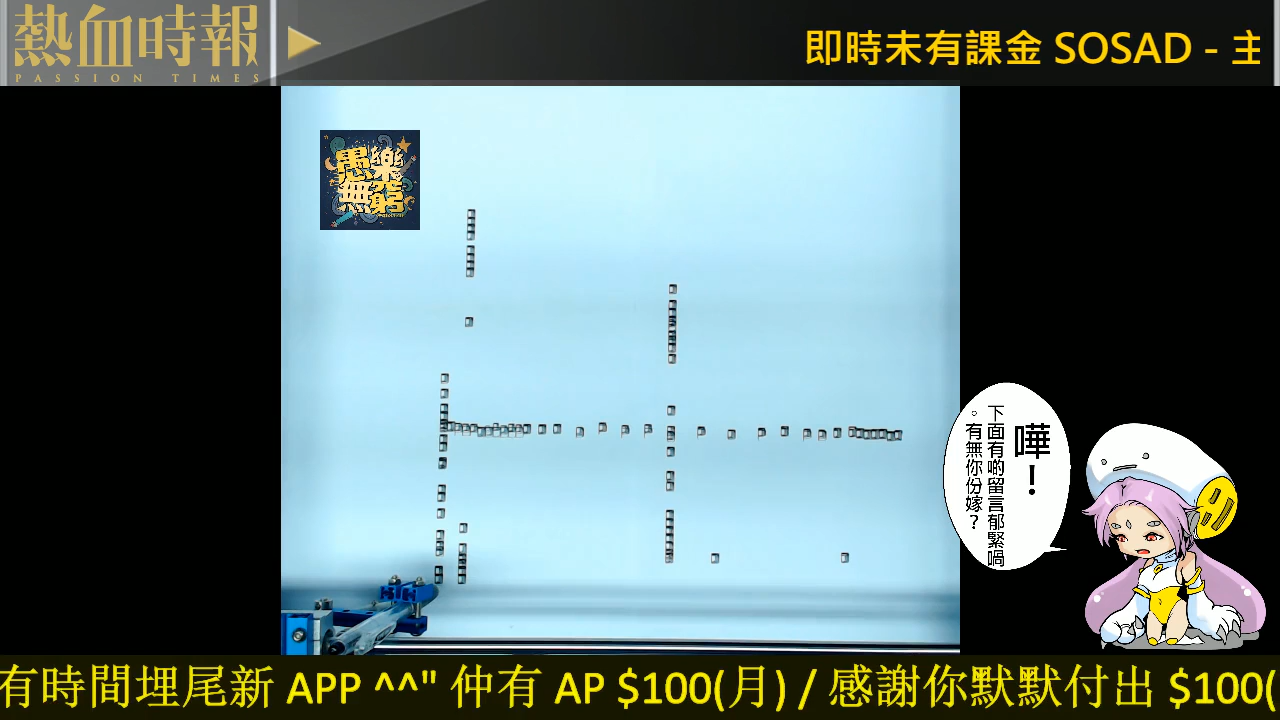 熱血時報
PASSION TIMES
即時未有課金 SOSAD - 主
愚樂
無窮
嘩！
下面有啲留言郁緊喎
。有無你份嫁？
有時間埋尾新 APP ^^" 仲有 AP $100(月) / 感謝你默默付出 $100(